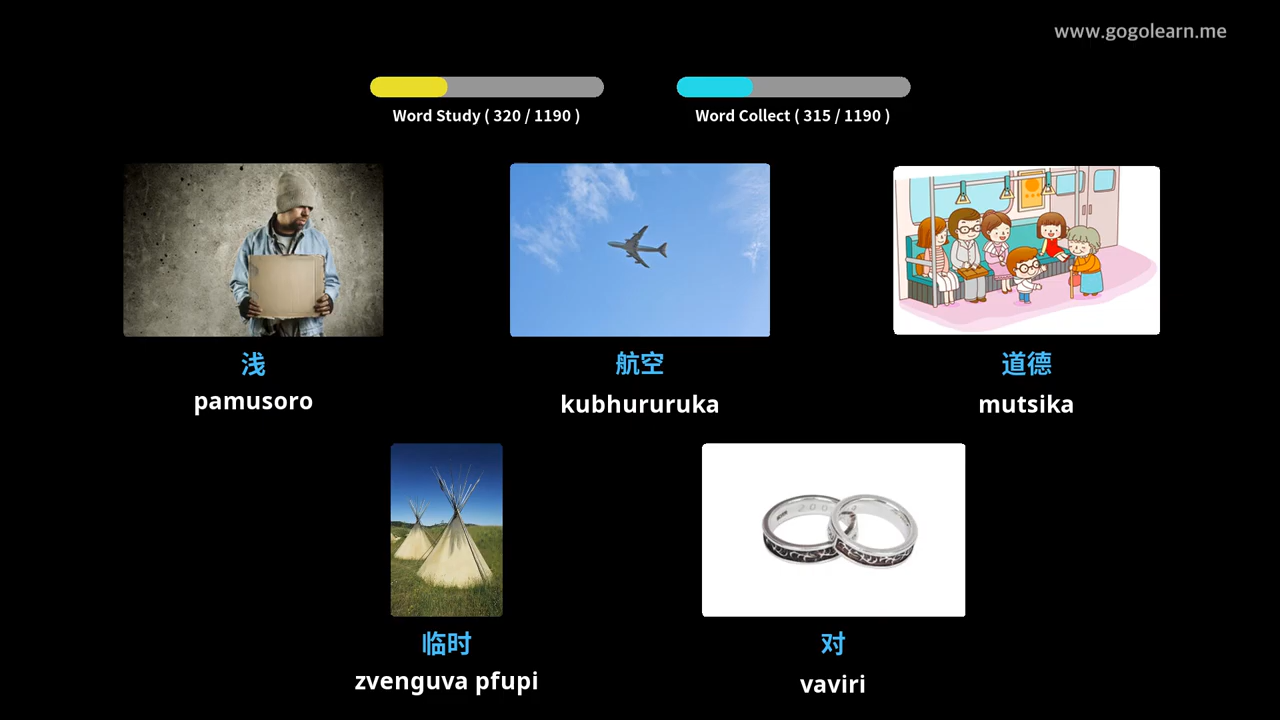 www.gogolearn.me
Word Study ( 320 / 1190 )
Word Collect ( 315 / 1190 )
浅
pamusoro
航空
kubhururuka
道德
mutsika
临时
zvenguva pfupi
对
vaviri